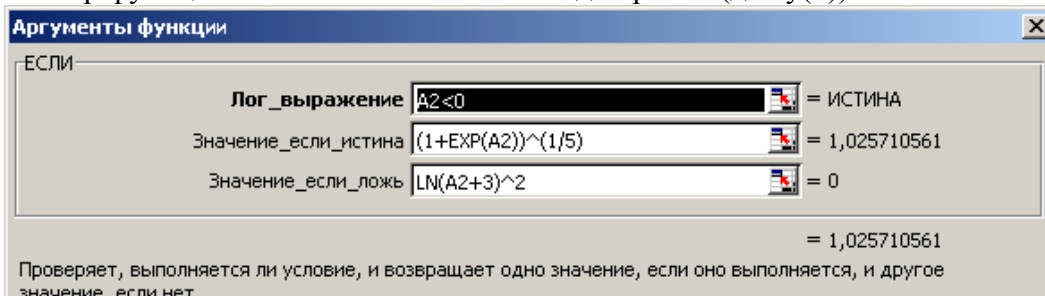 Аргументы функции
ЕСЛИ
Лог_выражение A2<0 = ИСТИНА
Значение_если_истина (1+EXP(A2))^(1/5) = 1,025710561
Значение_если_ложь LN(A2+3)^2 = 0
= 1,025710561
Проверяет, выполняется ли условие, и возвращает одно значение, если оно выполняется, и другое
значение, если нет.